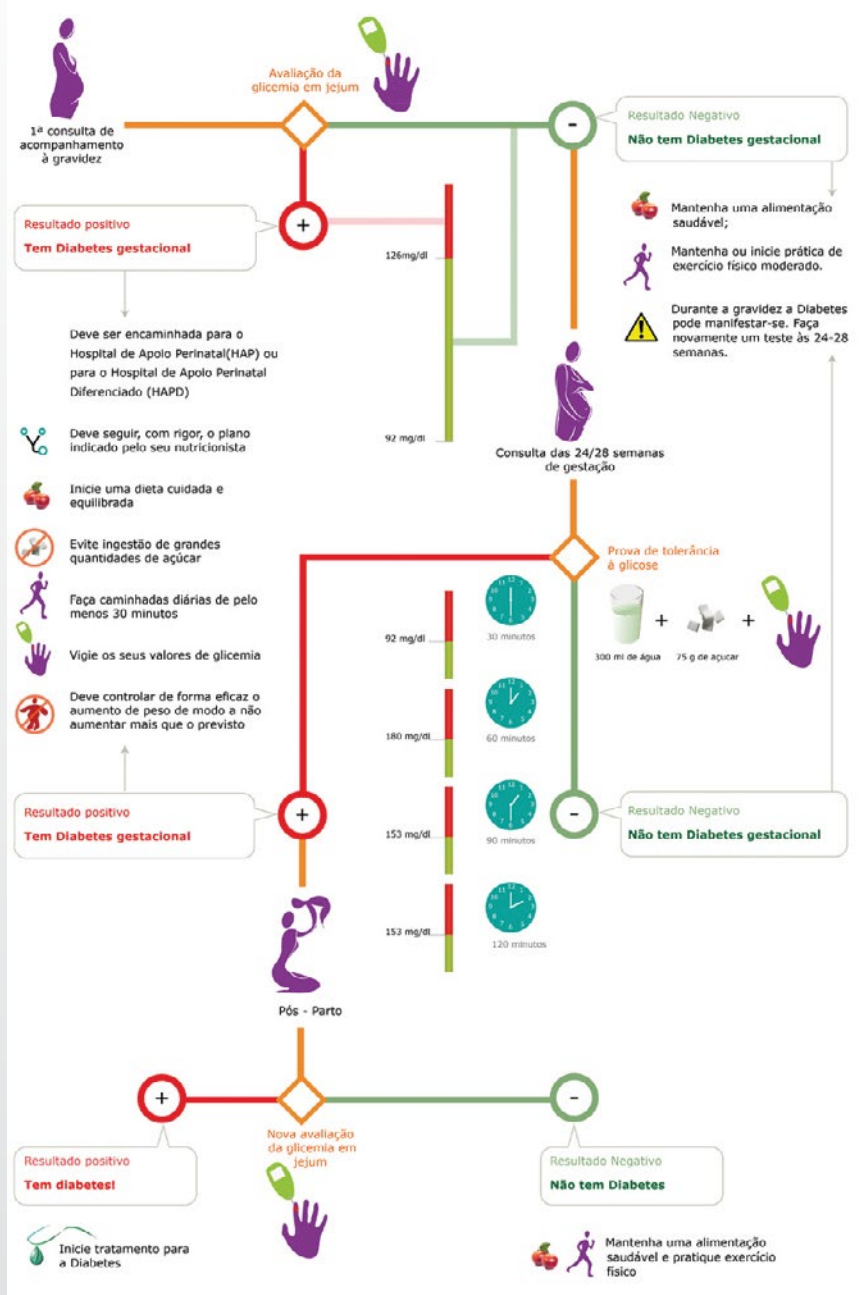 Avaliação da
glicemia em jejum
1ª consulta de
acompanhamento
à gravidez
-
Resultado Negativo
Não tem Diabetes gestacional
Resultado positivo
Tem Diabetes gestacional
+
126mg/dl
92 mg/dl
Mantenha uma alimentação
saudável;
Mantenha ou inicie prática de
exercício físico moderado.
Durante a gravidez a Diabetes
pode manifestar-se. Faça
novamente um teste às 24-28
semanas.
Deve ser encaminhada para o
Hospital de Apoio Perinatal(HAP) ou
para o Hospital de Apoio Perinatal
Diferenciado (HAPD)
Deve seguir, com rigor, o plano
indicado pelo seu nutricionista
Inicie uma dieta cuidada e
equilibrada
Evite ingestão de grandes
quantidades de açúcar
Faça caminhadas diárias de pelo
menos 30 minutos
Vigie os seus valores de glicemia
Deve controlar de forma eficaz o
aumento de peso de modo a não
aumentar mais que o previsto
Consulta das 24/28 semanas
de gestação
Prova de tolerância
à glicose
300 ml de água
+
75 g de açucar
+
92 mg/dl
30 minutos
180 mg/dl
60 minutos
153 mg/dl
90 minutos
153 mg/dl
120 minutos
Resultado positivo
Tem Diabetes gestacional
+
-
Resultado Negativo
Não tem Diabetes gestacional
Pós - Parto
+
Nova avaliação
da glicemia em
jejum
-
Resultado positivo
Tem diabetes!
Resultado Negativo
Não tem Diabetes
Inicie tratamento para
a Diabetes
Mantenha uma alimentação
saudável e pratique exercício
físico